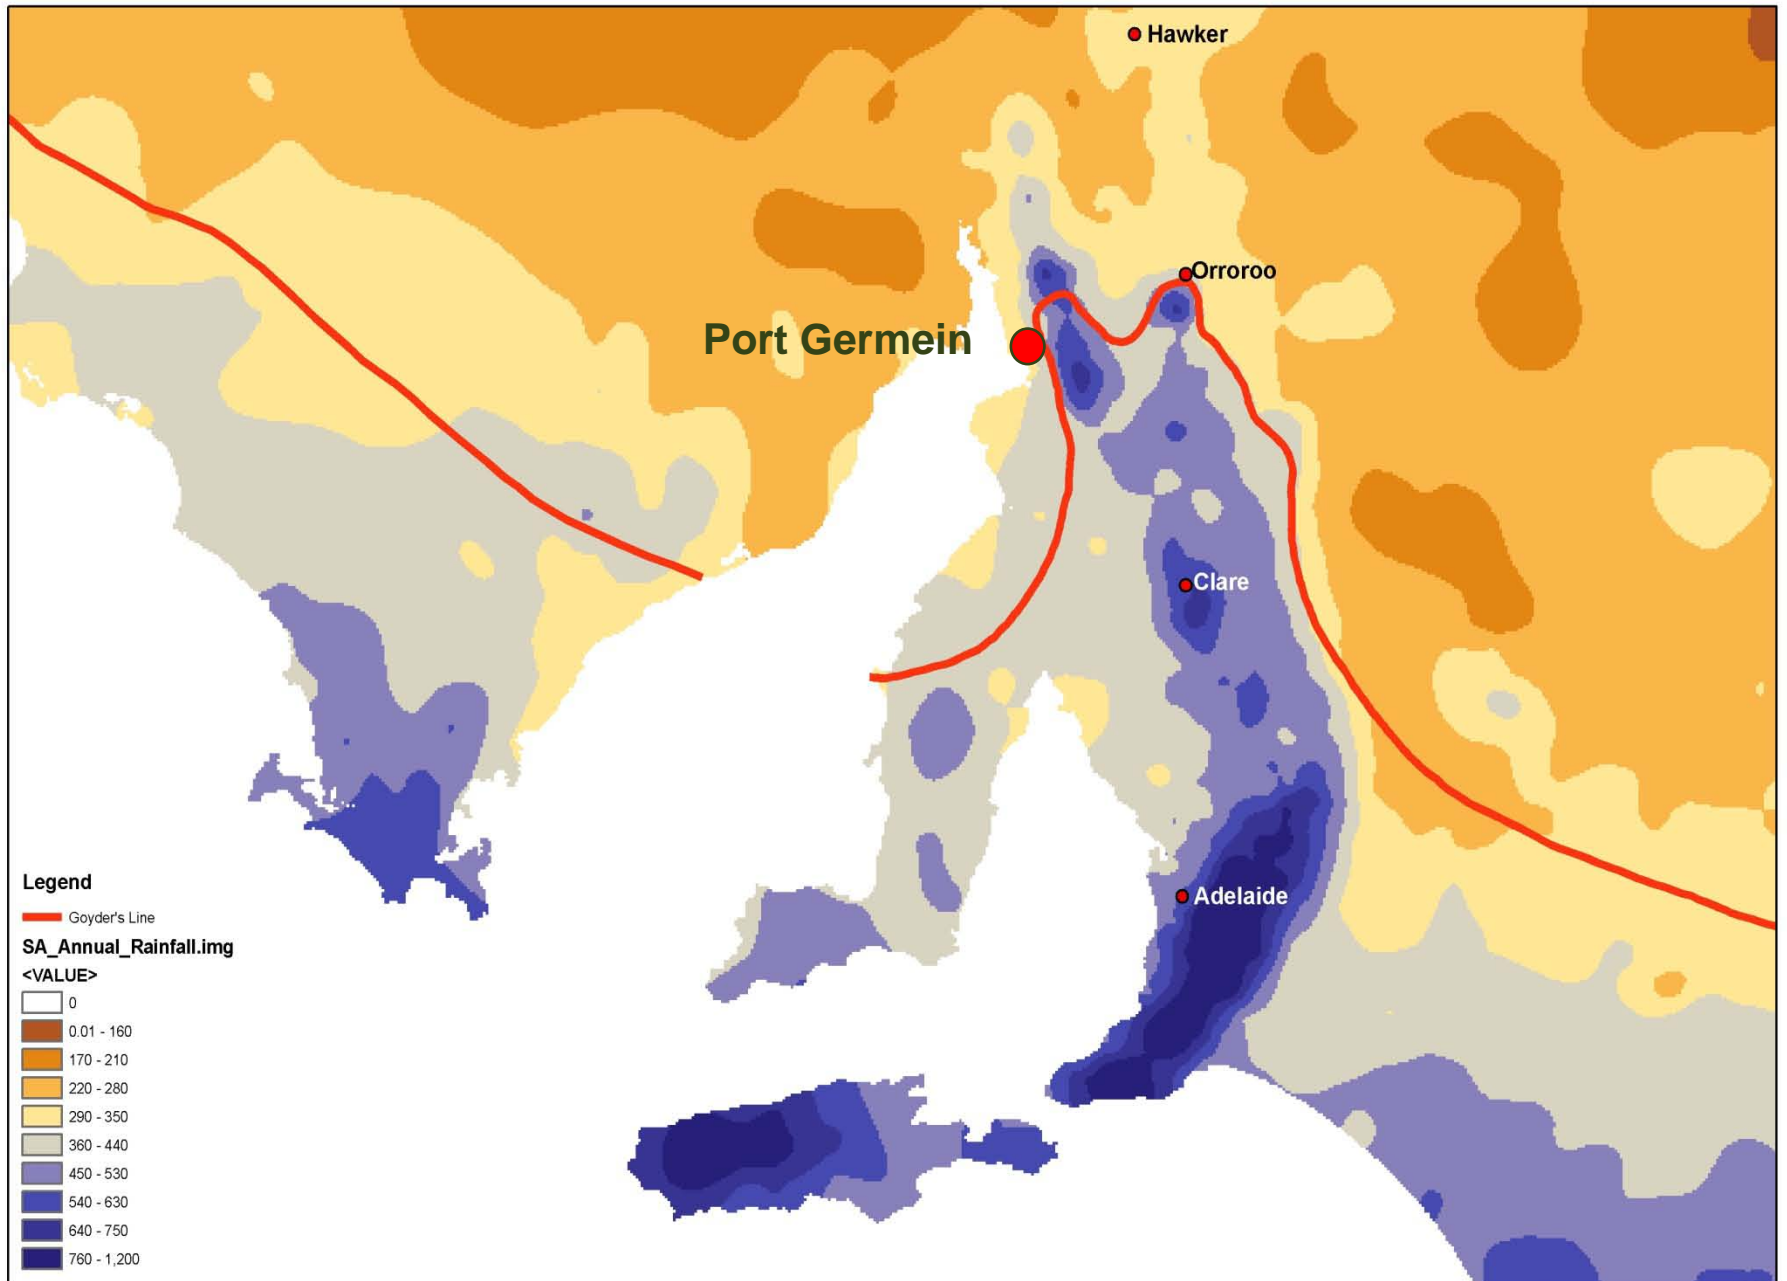 Hawker
Orroroo
Port Germein
Clare
Adelaide
Legend
Goyder's Line
SA_Annual_Rainfall.img
<VALUE>
0
0.01 - 160
170 - 210
220 - 280
290 - 350
360 - 440
450 - 530
540 - 630
640 - 750
760 - 1,200